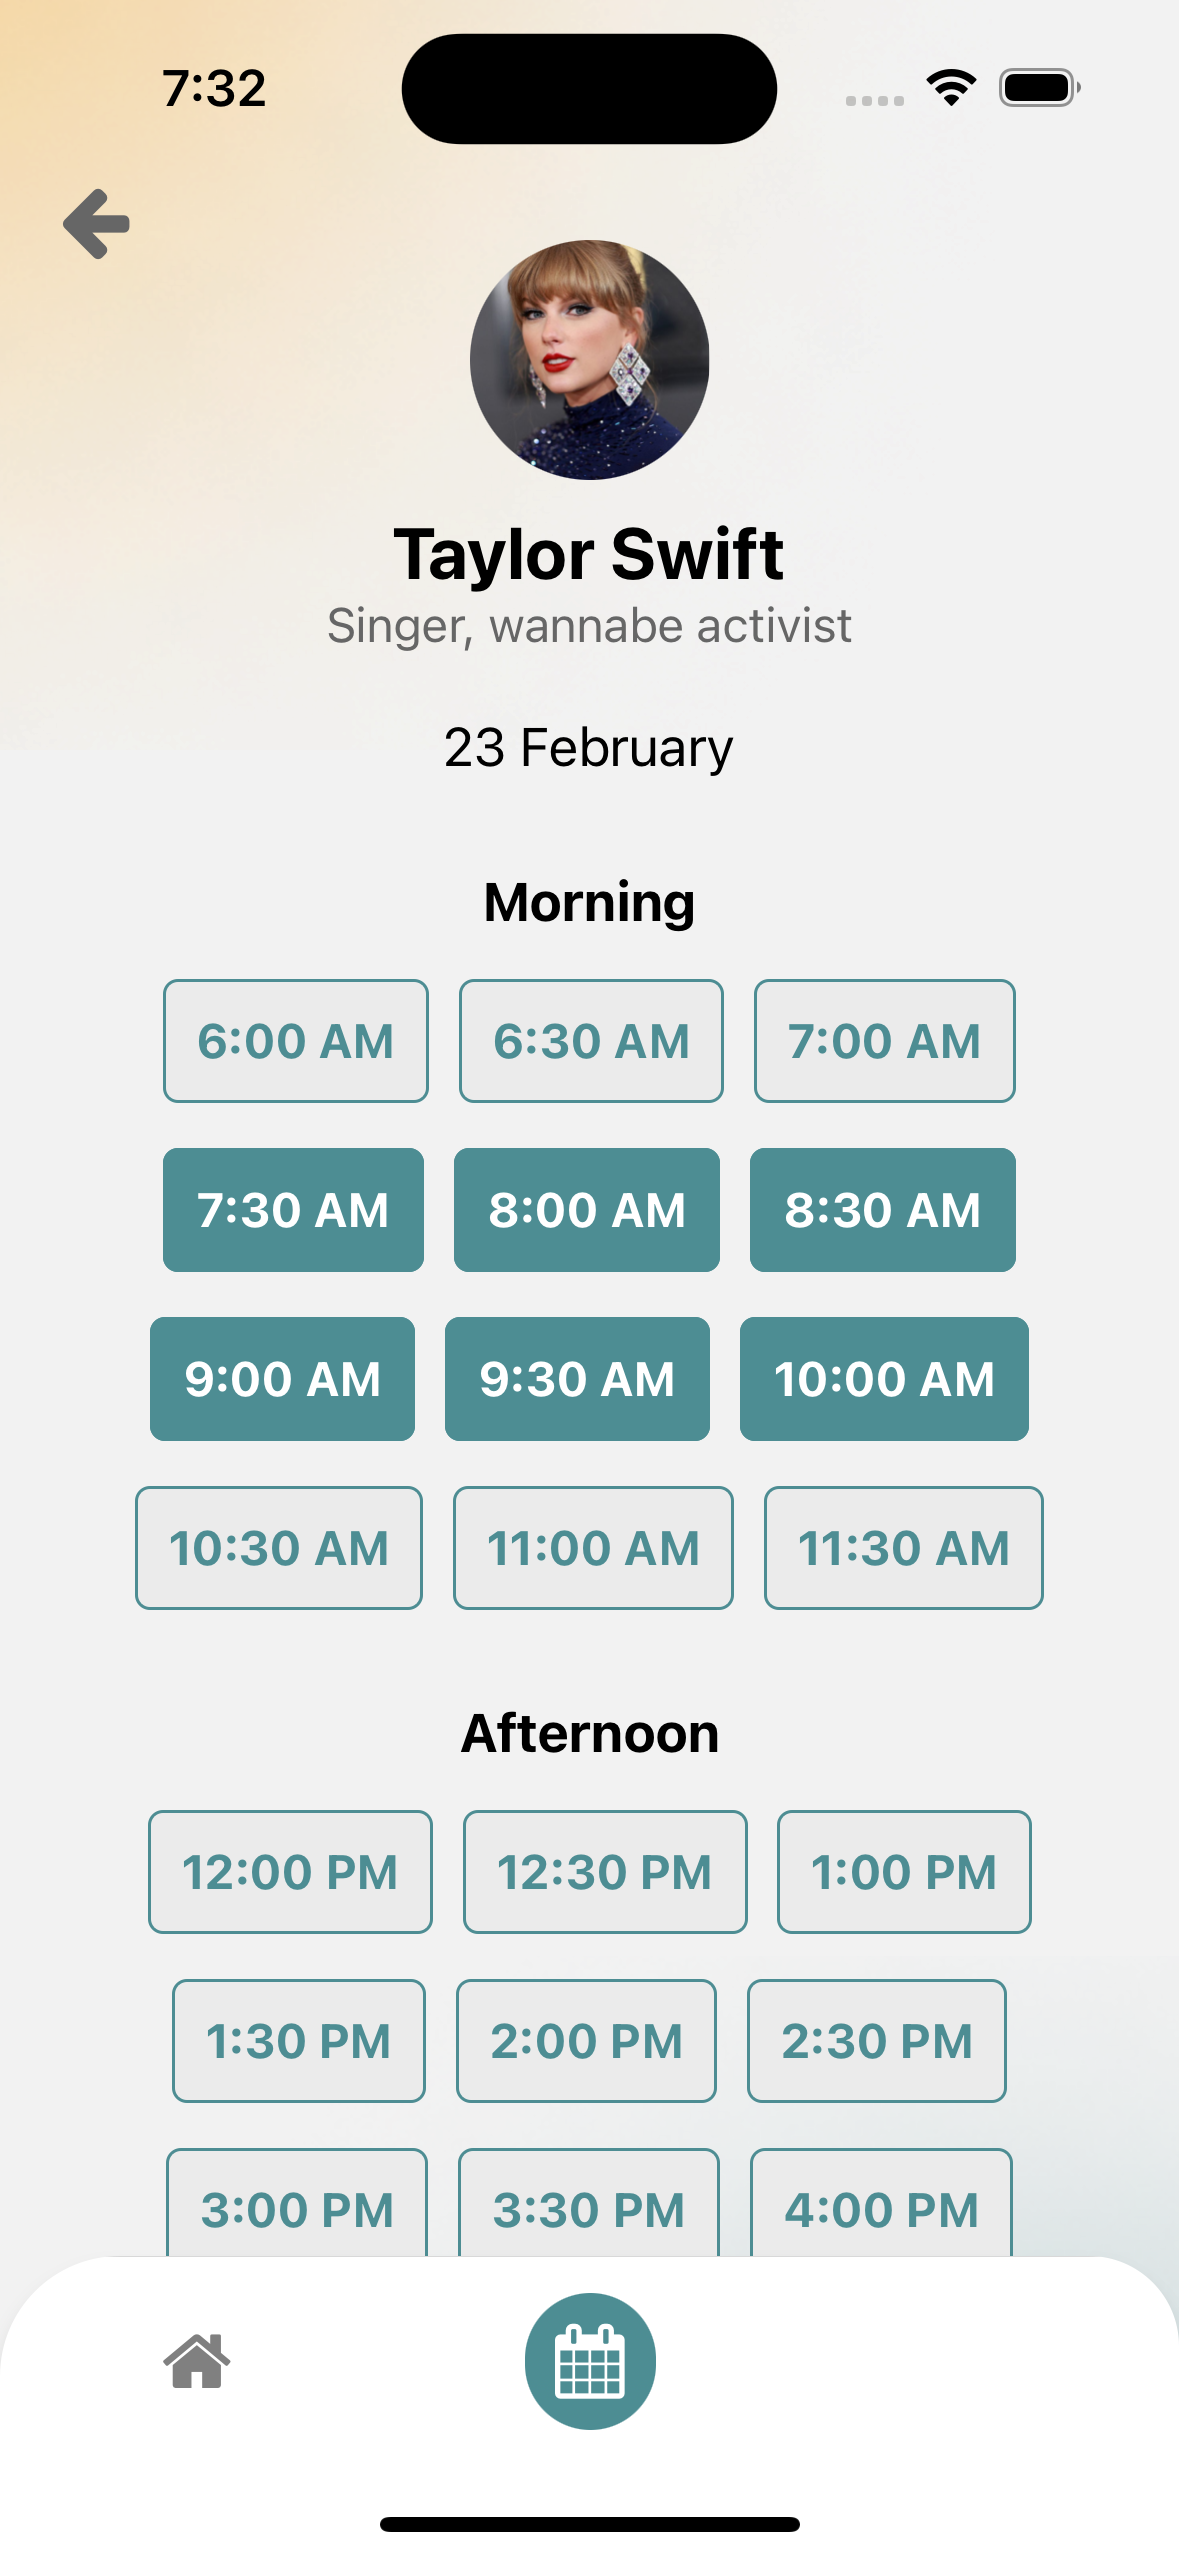 7:32
Taylor Swift
Singer, wannabe activist
23 February
Morning
6:00 AM 6:30 AM 7:00 AM
7:30 AM 8:00 AM 8:30 AM
9:00 AM 9:30 AM 10:00 AM
10:30 AM 11:00 AM 11:30 AM
Afternoon
12:00 PM 12:30 PM 1:00 PM
1:30 PM 2:00 PM 2:30 PM
3:00 PM 3:30 PM 4:00 PM